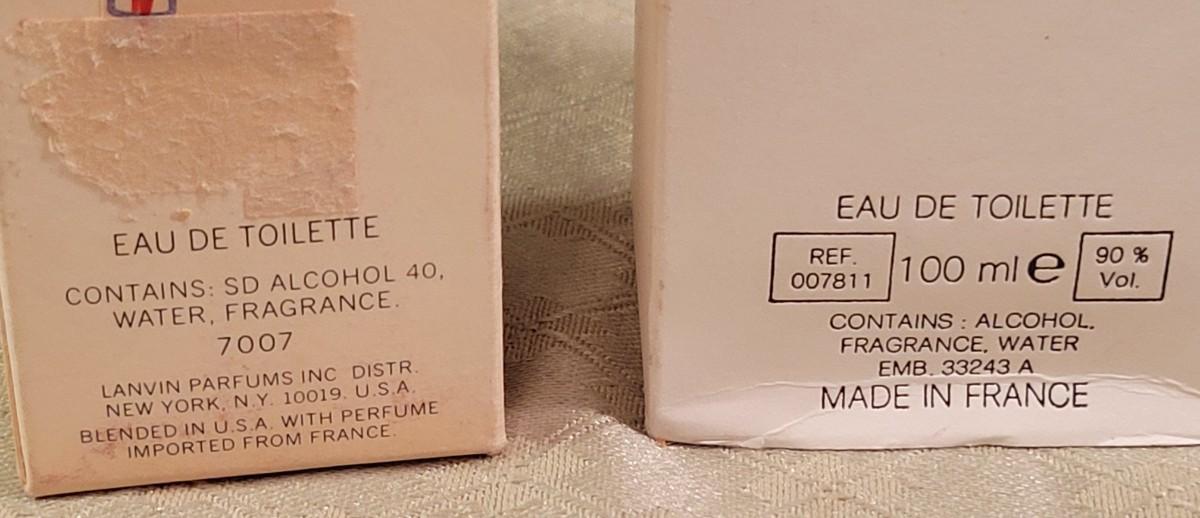 EAU DE TOILETTE
CONTAINS: SD ALCOHOL 40,
WATER, FRAGRANCE.
7007
LANVIN PARFUMS INC DISTR.
NEW YORK, N.Y. 10019. U.S.A.
BLENDED IN U.S.A. WITH PERFUME
IMPORTED FROM FRANCE.
EAU DE TOILETTE
REF.
007811
100 ml e
90 %
Vol.
CONTAINS : ALCOHOL,
FRAGRANCE, WATER
EMB. 33243 A
MADE IN FRANCE